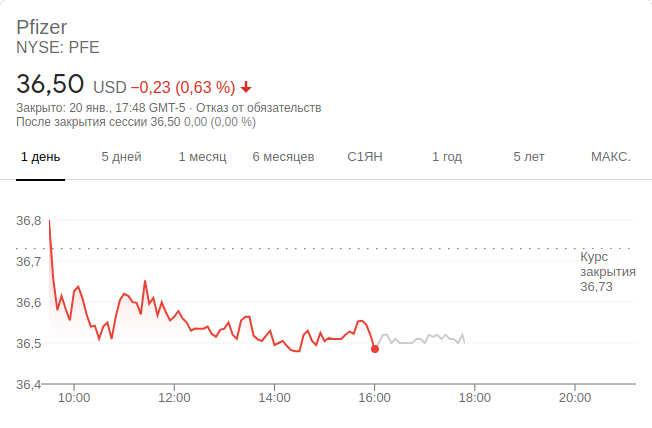 Pfizer
NYSE: PFE
36,50 USD −0,23 (0,63 %)
Закрыто: 20 янв., 17:48 GMT-5 · Отказ от обязательств
После закрытия сессии 36,50 0,00 (0,00 %)
1 день 5 дней 1 месяц 6 месяцев С1ЯН 1 год 5 лет МАКС.
36,8
36,7
36,6
36,5
36,4
Курс
закрытия
36,73
10:00 12:00 14:00 16:00 18:00 20:00